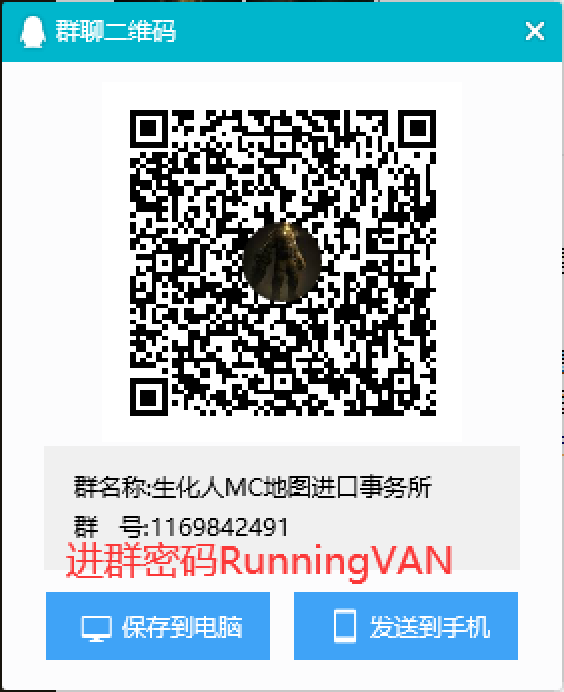 群聊二维码
群名称:生化人MC地图进口事务所
群 号:1169842491
进群密码RunningVAN
保存到电脑
发送到手机